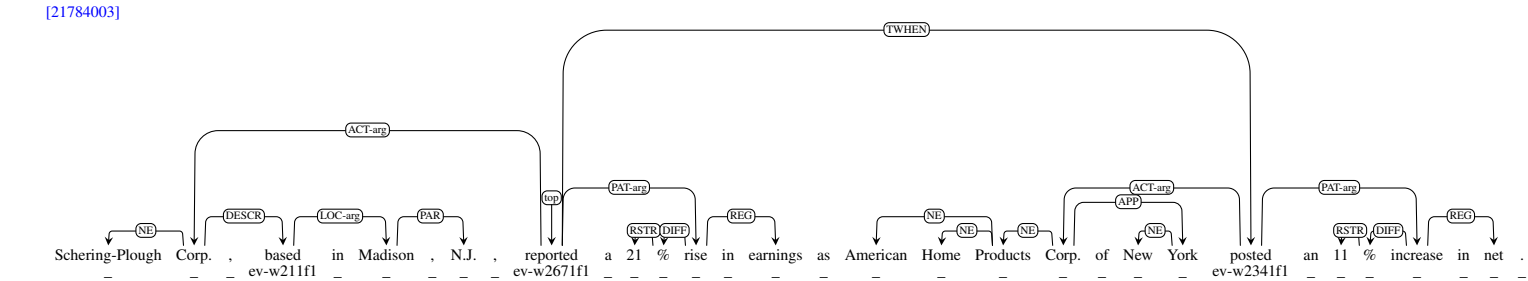 [21784003]
TWHEN
ACT-arg
top PAT-arg ACT-arg PAT-arg
APP
DESCR LOC-arg PAR REG NE REG
NE RSTR DIFF NE NE NE RSTR DIFF
Schering-Plough Corp. , based in Madison , N.J. , reported a 21 % rise in earnings as American Home Products Corp. of New York posted an 11 % increase in net .
_ _ _ ev-w211f1 _ _ _ _ _ ev-w2671f1 _ _ _ _ _ _ _ _ _ _ _ _ _ _ ev-w2341f1 _ _ _ _ _ _ _